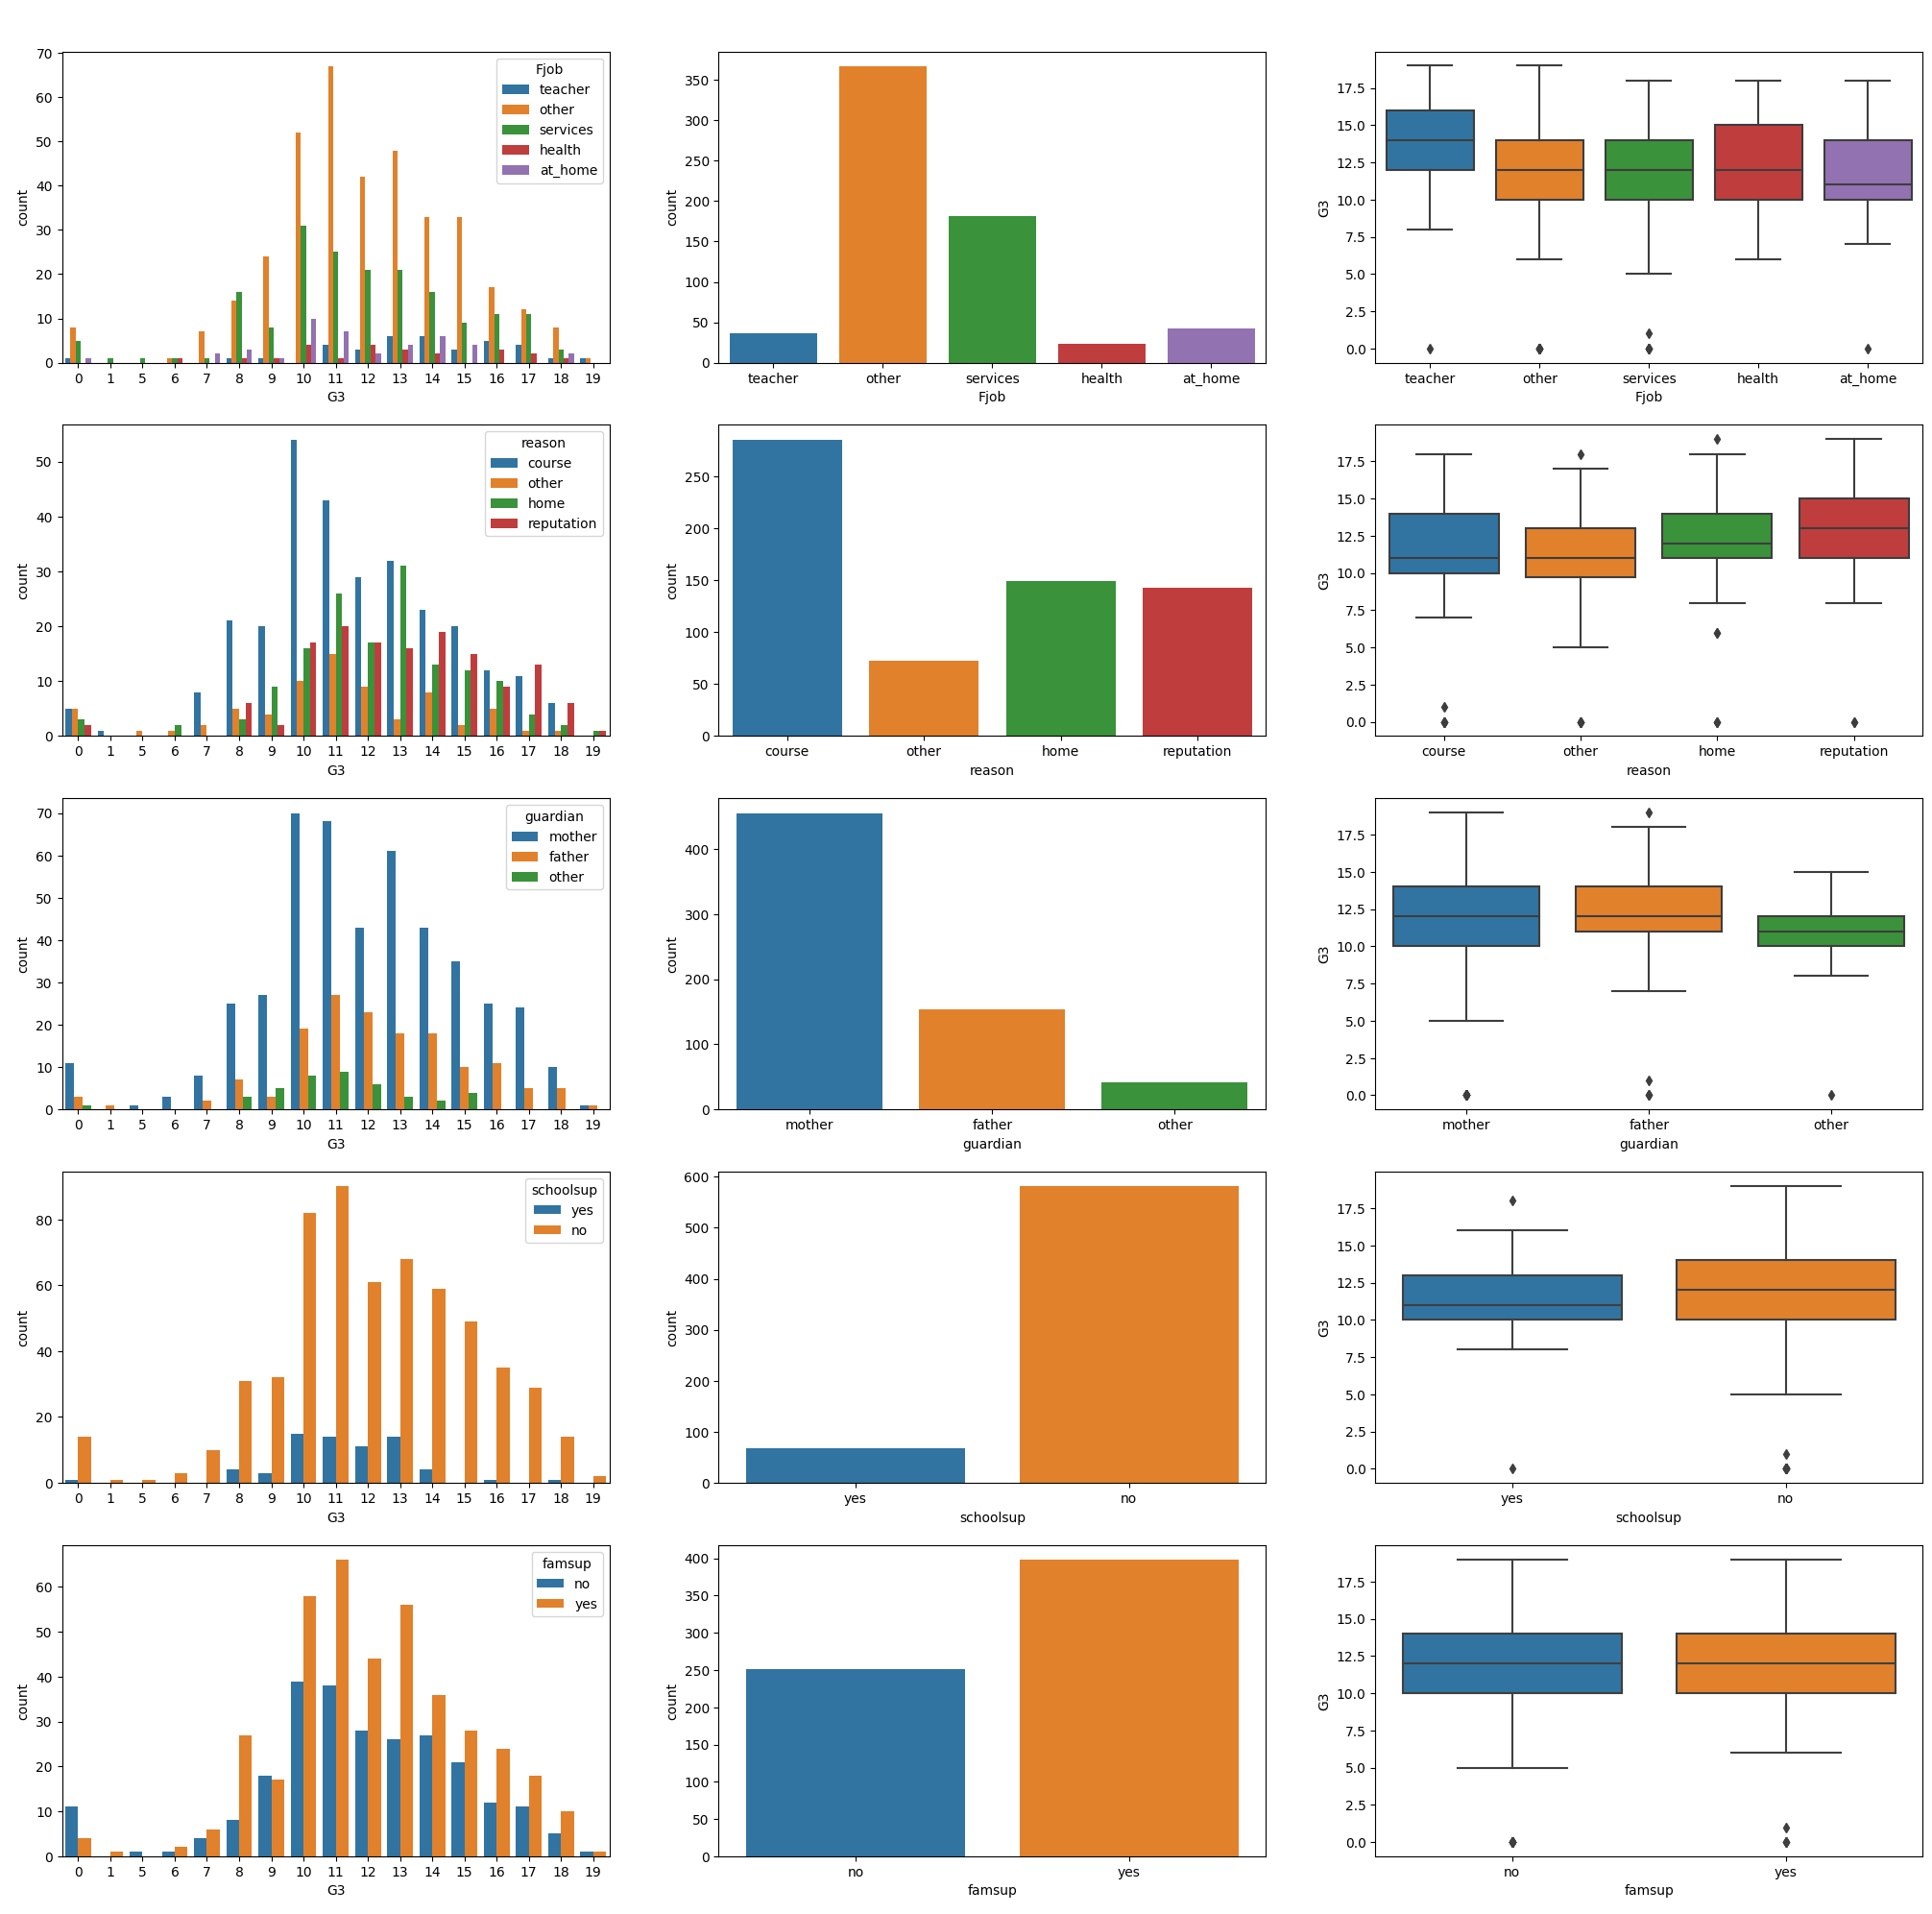 70
60
50
40
30
20
10
0
count
0 1 5 6 7 8 9 10 11 12 13 14 15 16 17 18 19
G3
Fjob
teacher
other
services
health
at_home
350
300
250
200
150
100
50
0
count
teacher other services health at_home
Fjob
17.5
15.0
12.5
10.0
7.5
5.0
2.5
0.0
G3
teacher other services health at_home
Fjob
50
40
30
20
10
0
count
0 1 5 6 7 8 9 10 11 12 13 14 15 16 17 18 19
G3
reason
course
other
home
reputation
250
200
150
100
50
0
count
course other home reputation
reason
17.5
15.0
12.5
10.0
7.5
5.0
2.5
0.0
G3
course other home reputation
reason
70
60
50
40
30
20
10
0
count
0 1 5 6 7 8 9 10 11 12 13 14 15 16 17 18 19
G3
guardian
mother
father
other
400
300
200
100
0
count
mother father other
guardian
17.5
15.0
12.5
10.0
7.5
5.0
2.5
0.0
G3
mother father other
guardian
80
60
40
20
0
count
0 1 5 6 7 8 9 10 11 12 13 14 15 16 17 18 19
G3
schoolsup
yes
no
600
500
400
300
200
100
0
count
yes no
schoolsup
17.5
15.0
12.5
10.0
7.5
5.0
2.5
0.0
G3
yes no
schoolsup
60
50
40
30
20
10
0
count
0 1 5 6 7 8 9 10 11 12 13 14 15 16 17 18 19
G3
famsup
no
yes
400
350
300
250
200
150
100
50
0
count
no yes
famsup
17.5
15.0
12.5
10.0
7.5
5.0
2.5
0.0
G3
no yes
famsup